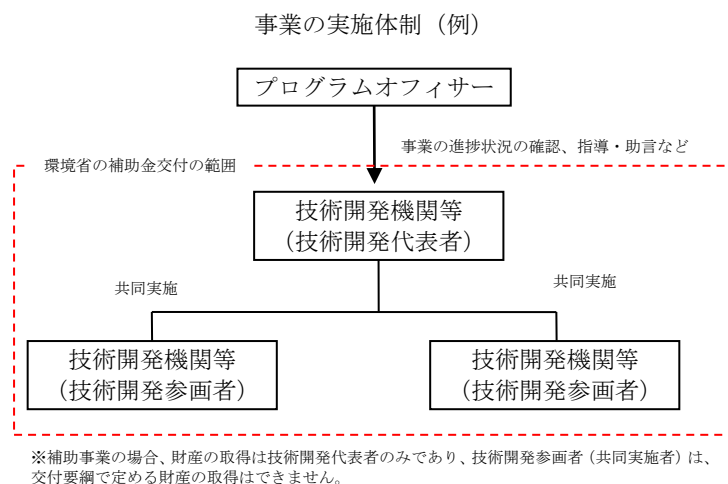 事業の実施体制（例）
プログラムオフィサー
事業の進捗状況の確認、指導・助言など
環境省の補助金交付の範囲
技術開発機関等
（技術開発代表者）
共同実施
共同実施
技術開発機関等
（技術開発参画者）
技術開発機関等
（技術開発参画者）
※補助事業の場合、財産の取得は技術開発代表者のみであり、技術開発参画者（共同実施者）は、
交付要綱で定める財産の取得はできません。